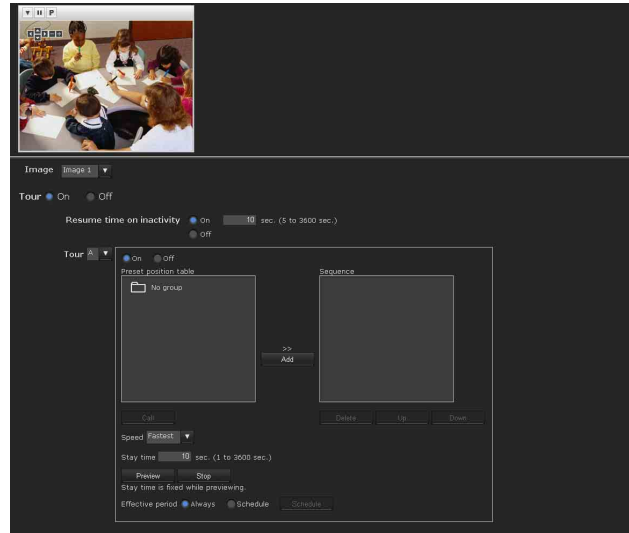 P
Image Image 1
Tour On Off
Resume time on inactivity On 10 sec. (5 to 3600 sec.)
Off
Tour A On Off
Preset position table Sequence
No group
>>
Add
Call Delete Up Down
Speed Fastest
Stay time 10 sec. (1 to 3600 sec.)
Preview Stop
Stay time is fixed while previewing.
Effective period Always Schedule Schedule